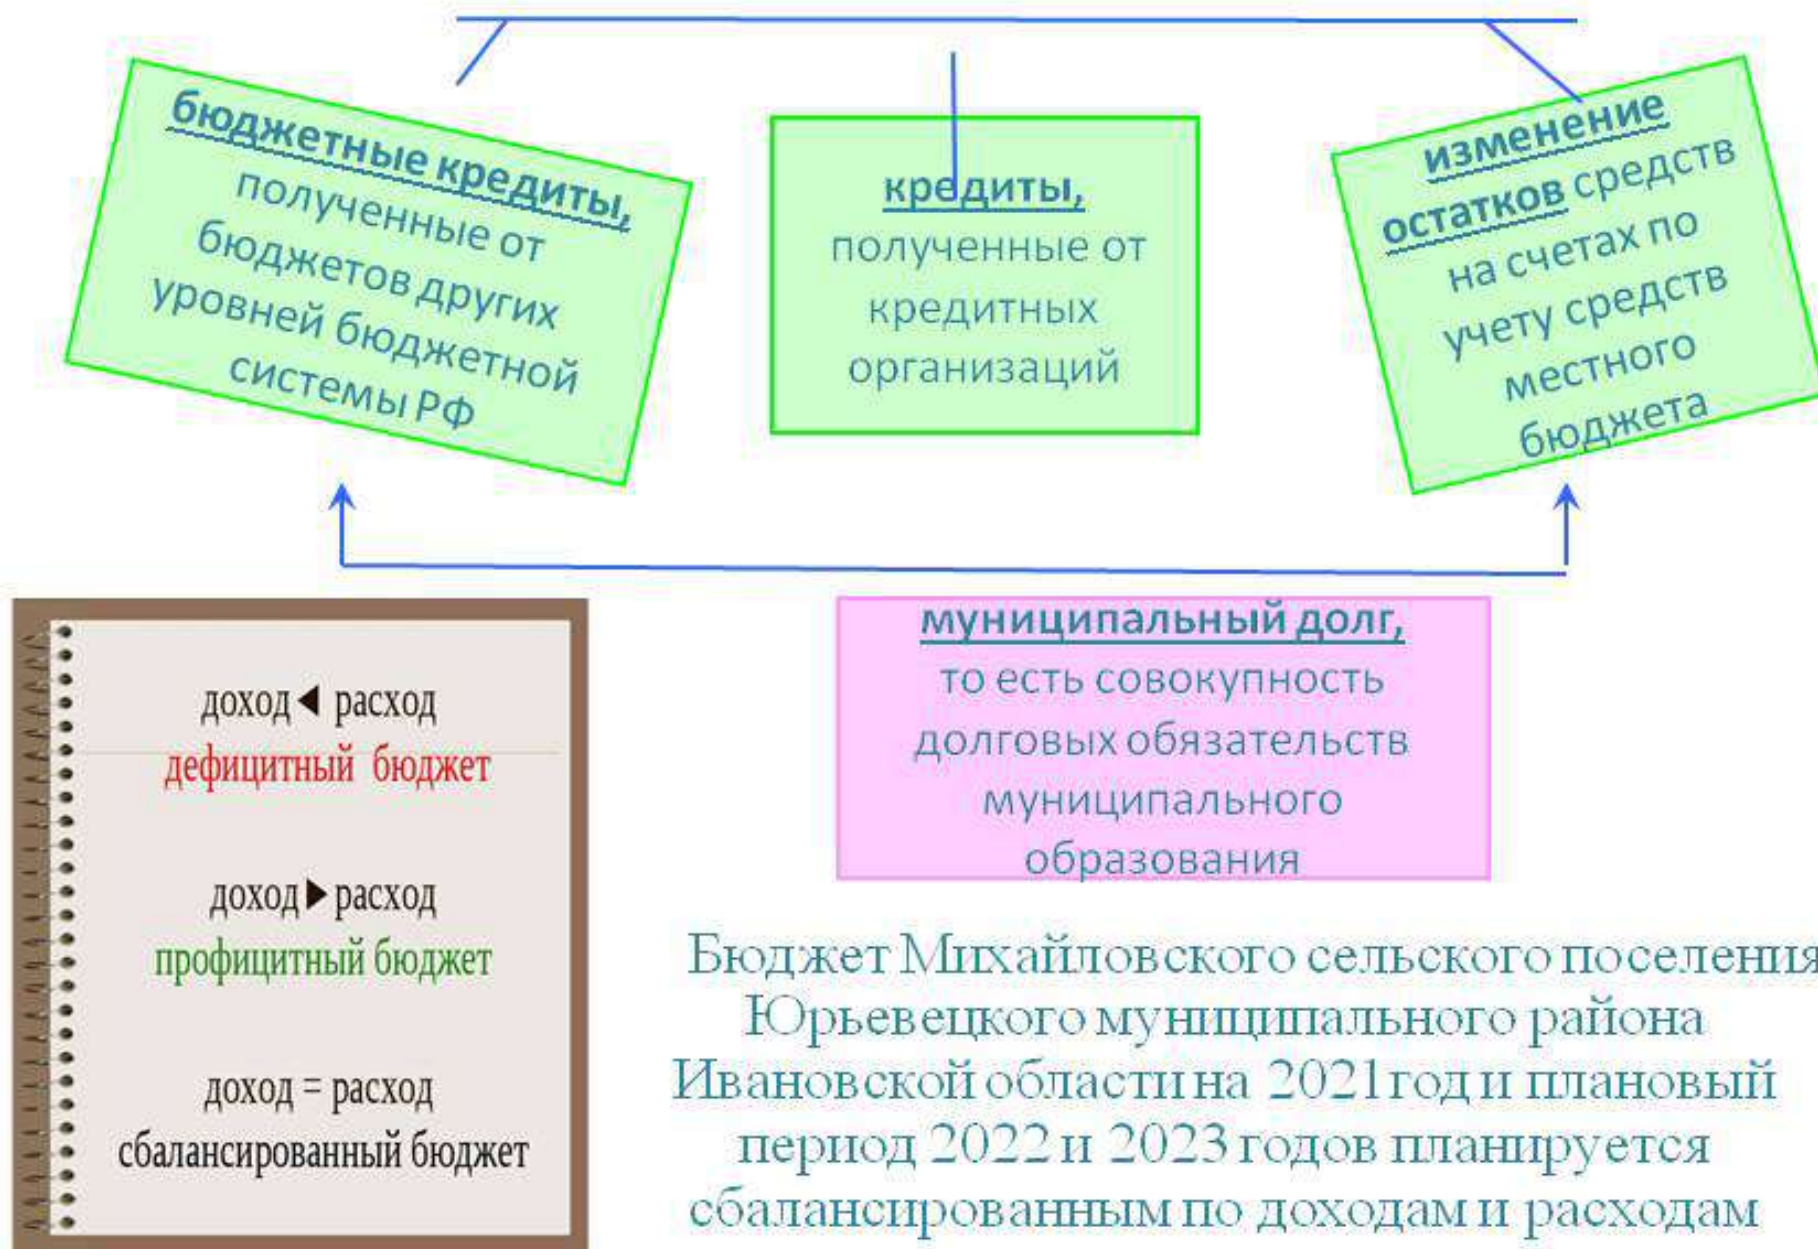 бюджетные кредиты,
полученные от
бюджетов других
уровней бюджетной
системы РФ
кредиты,
полученные от
кредитных
организаций
изменение
остатков средств
на счетах по
учету средств
местного
бюджета
муниципальный долг,
то есть совокупность
долговых обязательств
муниципального
образования
доход ◀ расход
дефицитный бюджет
доход ▶ расход
профицитный бюджет
доход = расход
сбалансированный бюджет
Бюджет Михайловского сельского поселения
Юрьевецкого муниципального района
Ивановской области на 2021 год и плановый
период 2022 и 2023 годов планируется
сбалансированным по доходам и расходам